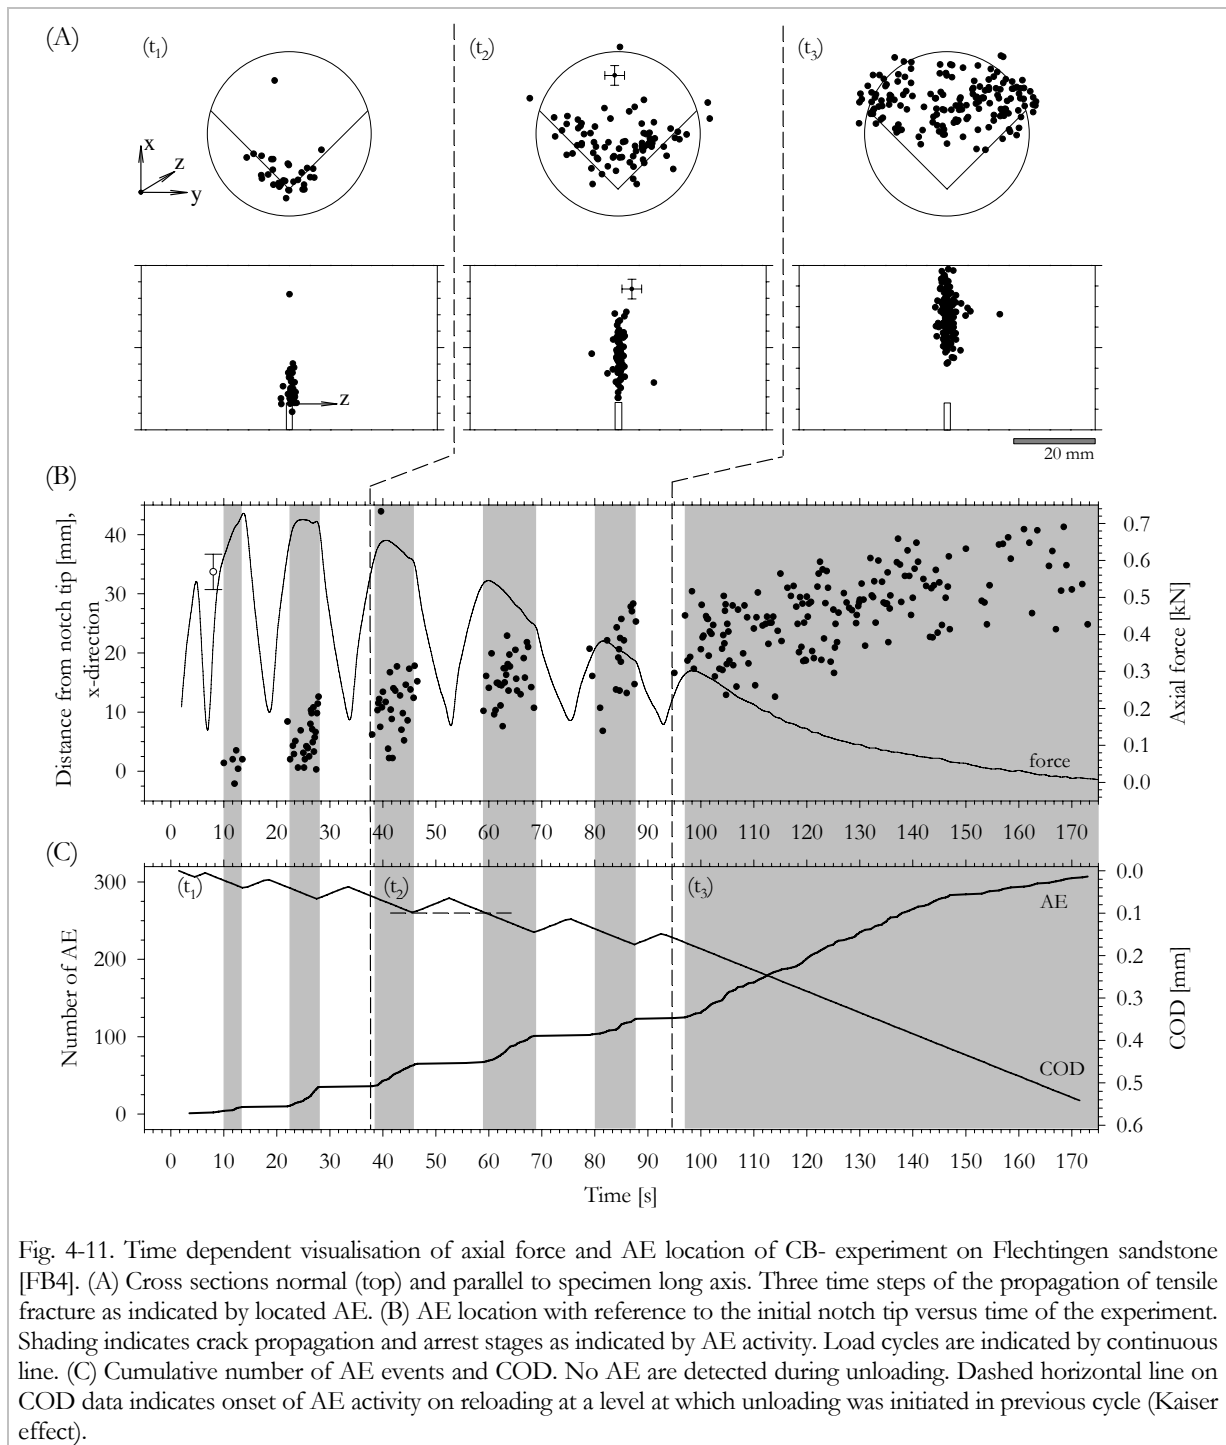 (A)
(t1) (t2) (t3)
x
z
y
z
20 mm
(B)
Distance from notch tip [mm],
x-direction
40
30
20
10
0
0.7
0.6
0.5
0.4
0.3
0.2
0.1
0.0
Axial force [kN]
force
0 10 20 30 40 50 60 70 80 90 100 110 120 130 140 150 160 170
(C)
(t1) (t2) (t3)
Number of AE
300
200
100
0
0.0
0.1
0.2
0.3
0.4
0.5
0.6
COD [mm]
AE
COD
0 10 20 30 40 50 60 70 80 90 100 110 120 130 140 150 160 170
Time [s]
Fig. 4-11. Time dependent visualisation of axial force and AE location of CB- experiment on Flechtingen sandstone
[FB4]. (A) Cross sections normal (top) and parallel to specimen long axis. Three time steps of the propagation of tensile
fracture as indicated by located AE. (B) AE location with reference to the initial notch tip versus time of the experiment.
Shading indicates crack propagation and arrest stages as indicated by AE activity. Load cycles are indicated by continuous
line. (C) Cumulative number of AE events and COD. No AE are detected during unloading. Dashed horizontal line on
COD data indicates onset of AE activity on reloading at a level at which unloading was initiated in previous cycle (Kaiser
effect).